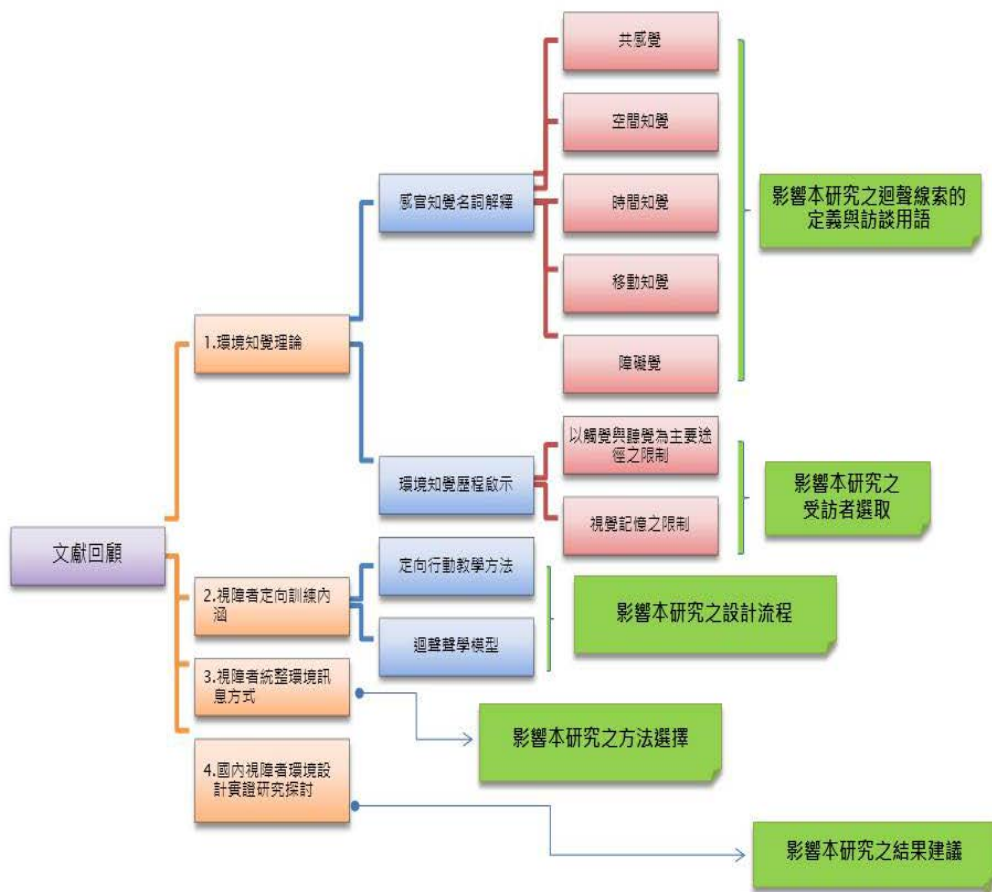 共感覺
空間知覺
感官知覺名詞解釋
時間知覺
影響本研究之迴聲線索的
定義與訪談用語
移動知覺
1.環境知覺理論
障礙覺
以觸覺與聽覺為主要途
徑之限制
環境知覺歷程啟示
影響本研究之
受訪者選取
視覺記憶之限制
文獻回顧
定向行動教學方法
2.視障者定向訓練內
涵
影響本研究之設計流程
迴聲聲學模型
3.視障者統整環境訊
息方式
影響本研究之方法選擇
4.國內視障者環境設
計實證研究探討
影響本研究之結果建議